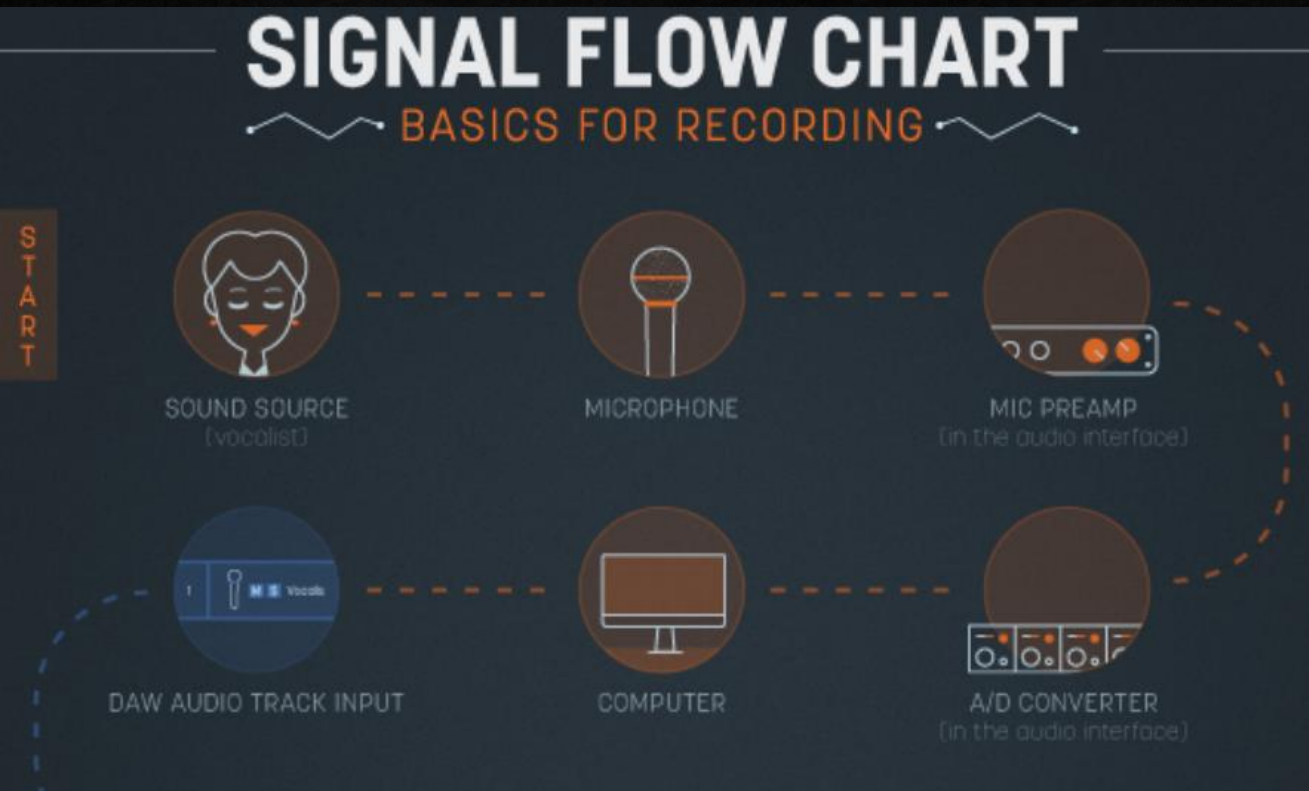 SIGNAL FLOW CHART
BASICS FOR RECORDING
START
SOUND SOURCE
(vocalist)
MICROPHONE
MIC PREAMP
(in the audio interface)
1 M S Vocals
DAW AUDIO TRACK INPUT
COMPUTER
A/D CONVERTER
(in the audio interface)